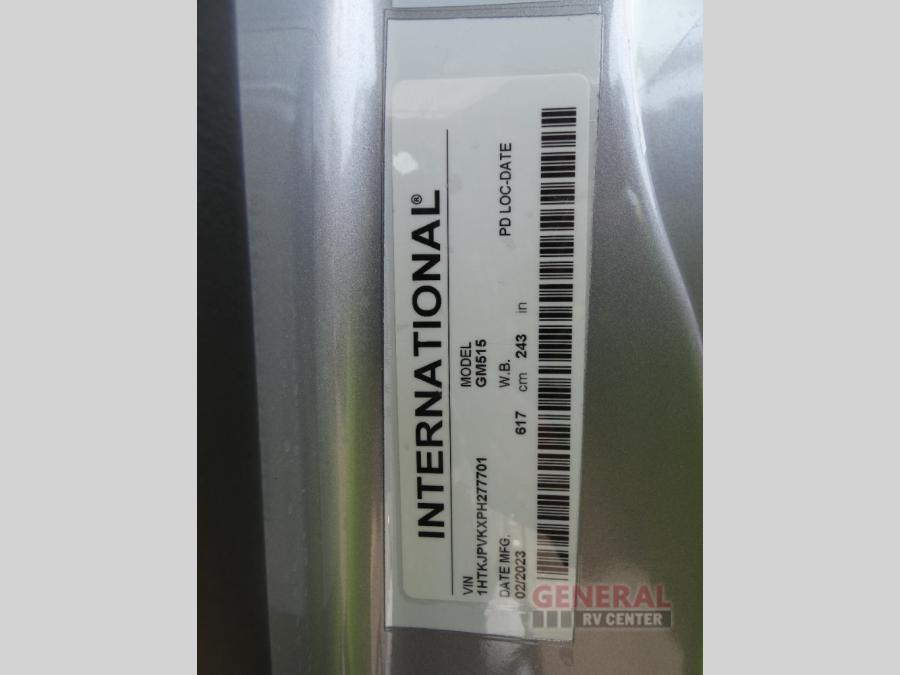 INTERNATIONAL®
VIN MODEL
1HTKJPVKXPH277701 GM515
DATE MFG. W.B. PD LOC-DATE
02/2023 617 cm 243 in
GENERAL
RV CENTER